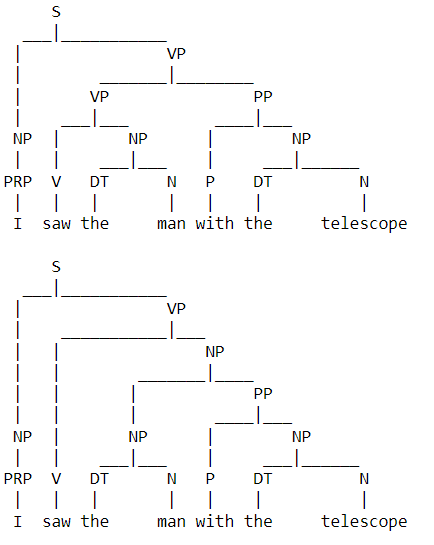 S
VP
VP PP
NP NP NP
PRP V DT N P DT N
I saw the man with the telescope
S
VP
NP
PP
NP NP NP
PRP V DT N P DT N
I saw the man with the telescope